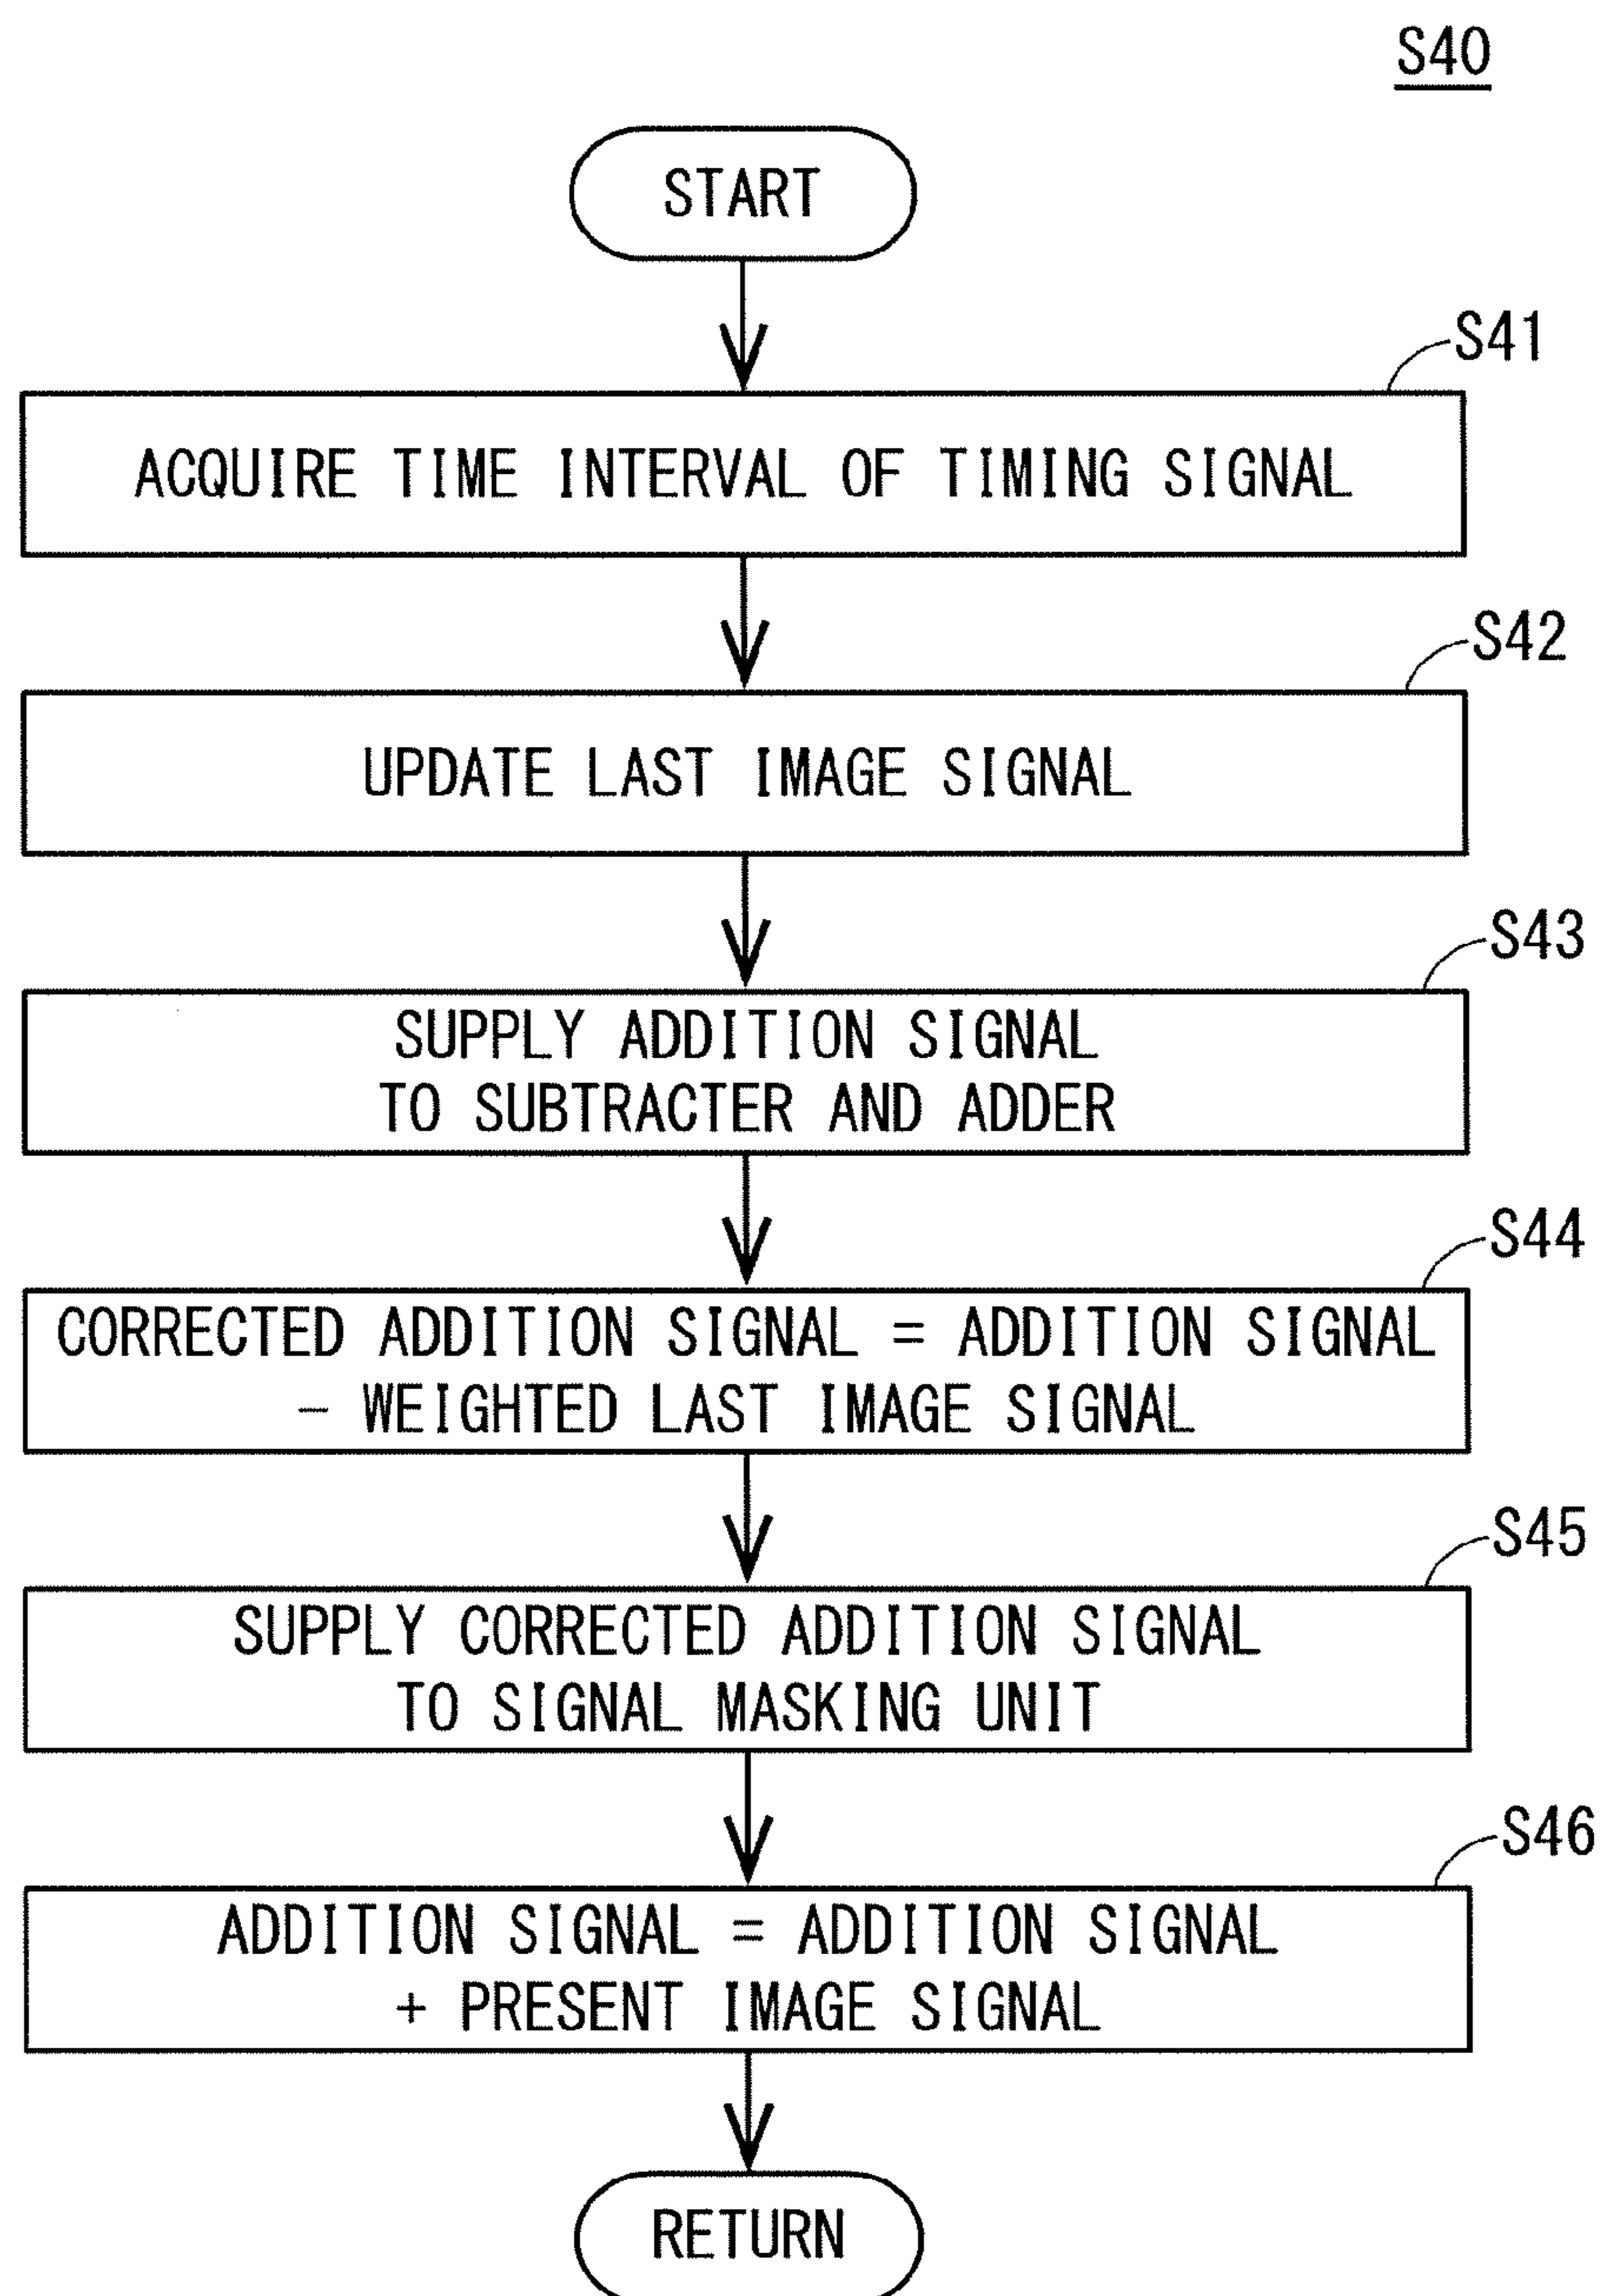 S40
START
S41
ACQUIRE TIME INTERVAL OF TIMING SIGNAL
S42
UPDATE LAST IMAGE SIGNAL
S43
SUPPLY ADDITION SIGNAL
TO SUBTRACTER AND ADDER
S44
CORRECTED ADDITION SIGNAL = ADDITION SIGNAL
- WEIGHTED LAST IMAGE SIGNAL
S45
SUPPLY CORRECTED ADDITION SIGNAL
TO SIGNAL MASKING UNIT
S46
ADDITION SIGNAL = ADDITION SIGNAL
+ PRESENT IMAGE SIGNAL
RETURN